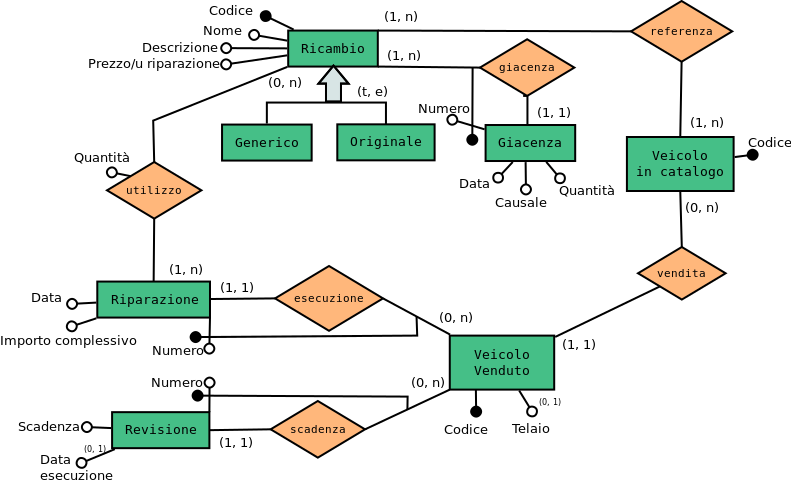 Codice
(1, n)
Nome
referenza
Descrizione
Ricambio
(1, n)
Prezzo/u riparazione
giacenza
(0, n)
(t, e)
Numero
(1, 1)
(1, n)
Generico
Originale
Giacenza
Codice
Veicolo
in catalogo
Quantità
Data
Quantità
utilizzo
Causale
(0, n)
(1, n)
vendita
(1, 1)
Data
Riparazione
esecuzione
(0, n)
Importo complessivo
Numero
(1, 1)
Veicolo
Venduto
Numero
(0, n)
(0, 1)
Scadenza
Revisione
scadenza
Codice
Telaio
(1, 1)
(0, 1)
Data
esecuzione